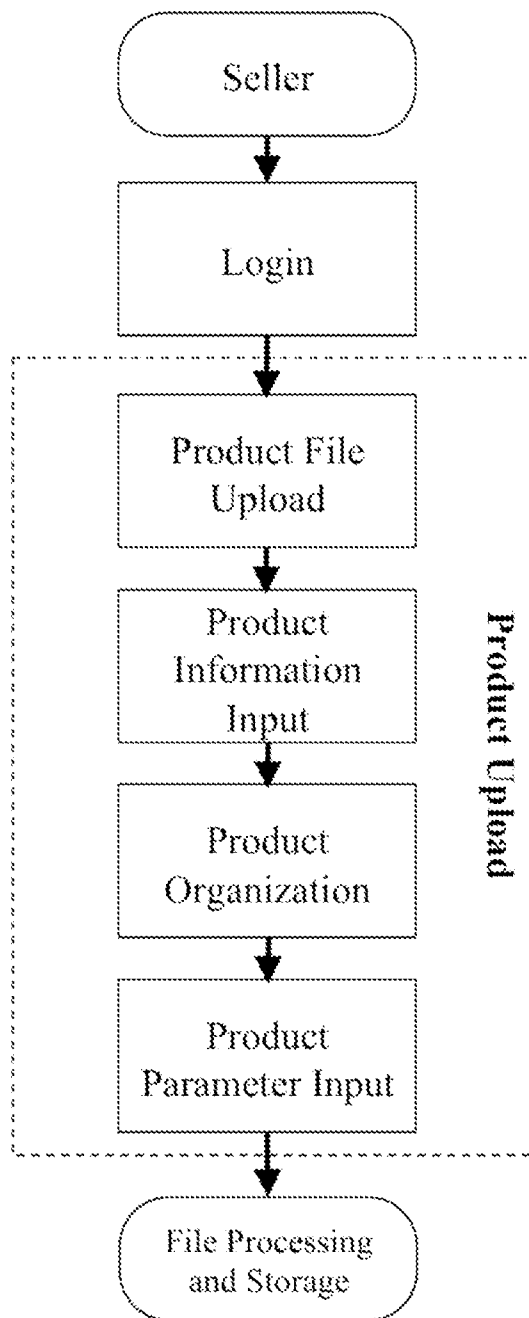 Seller
Login
Product File
Upload
Product
Information
Input
Product
Organization
Product
Parameter Input
Product Upload
File Processing
and Storage